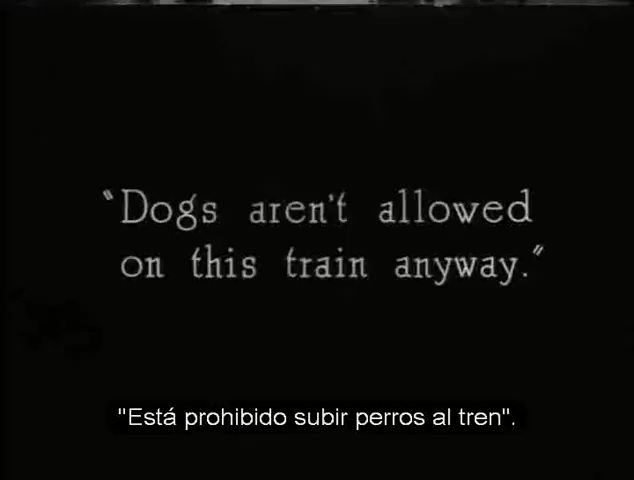 "Dogs aren't allowed
on this train anyway."
"Está prohibido subir perros al tren".